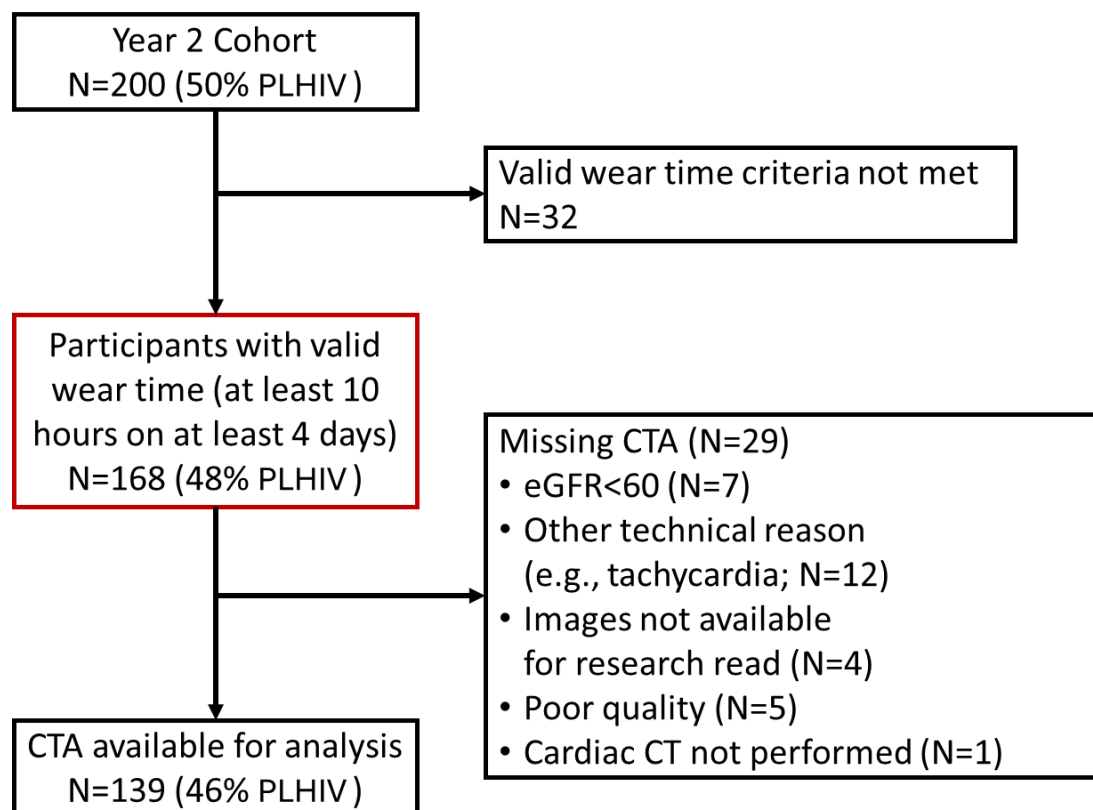 Year 2 Cohort
N=200 (50% PLHIV)
Valid wear time criteria not met
N=32
Participants with valid
wear time (at least 10
hours on at least 4 days)
N=168 (48% PLHIV)
Missing CTA (N=29)
• eGFR<60 (N=7)
• Other technical reason
(e.g., tachycardia; N=12)
• Images not available
for research read (N=4)
• Poor quality (N=5)
• Cardiac CT not performed (N=1)
CTA available for analysis
N=139 (46% PLHIV)